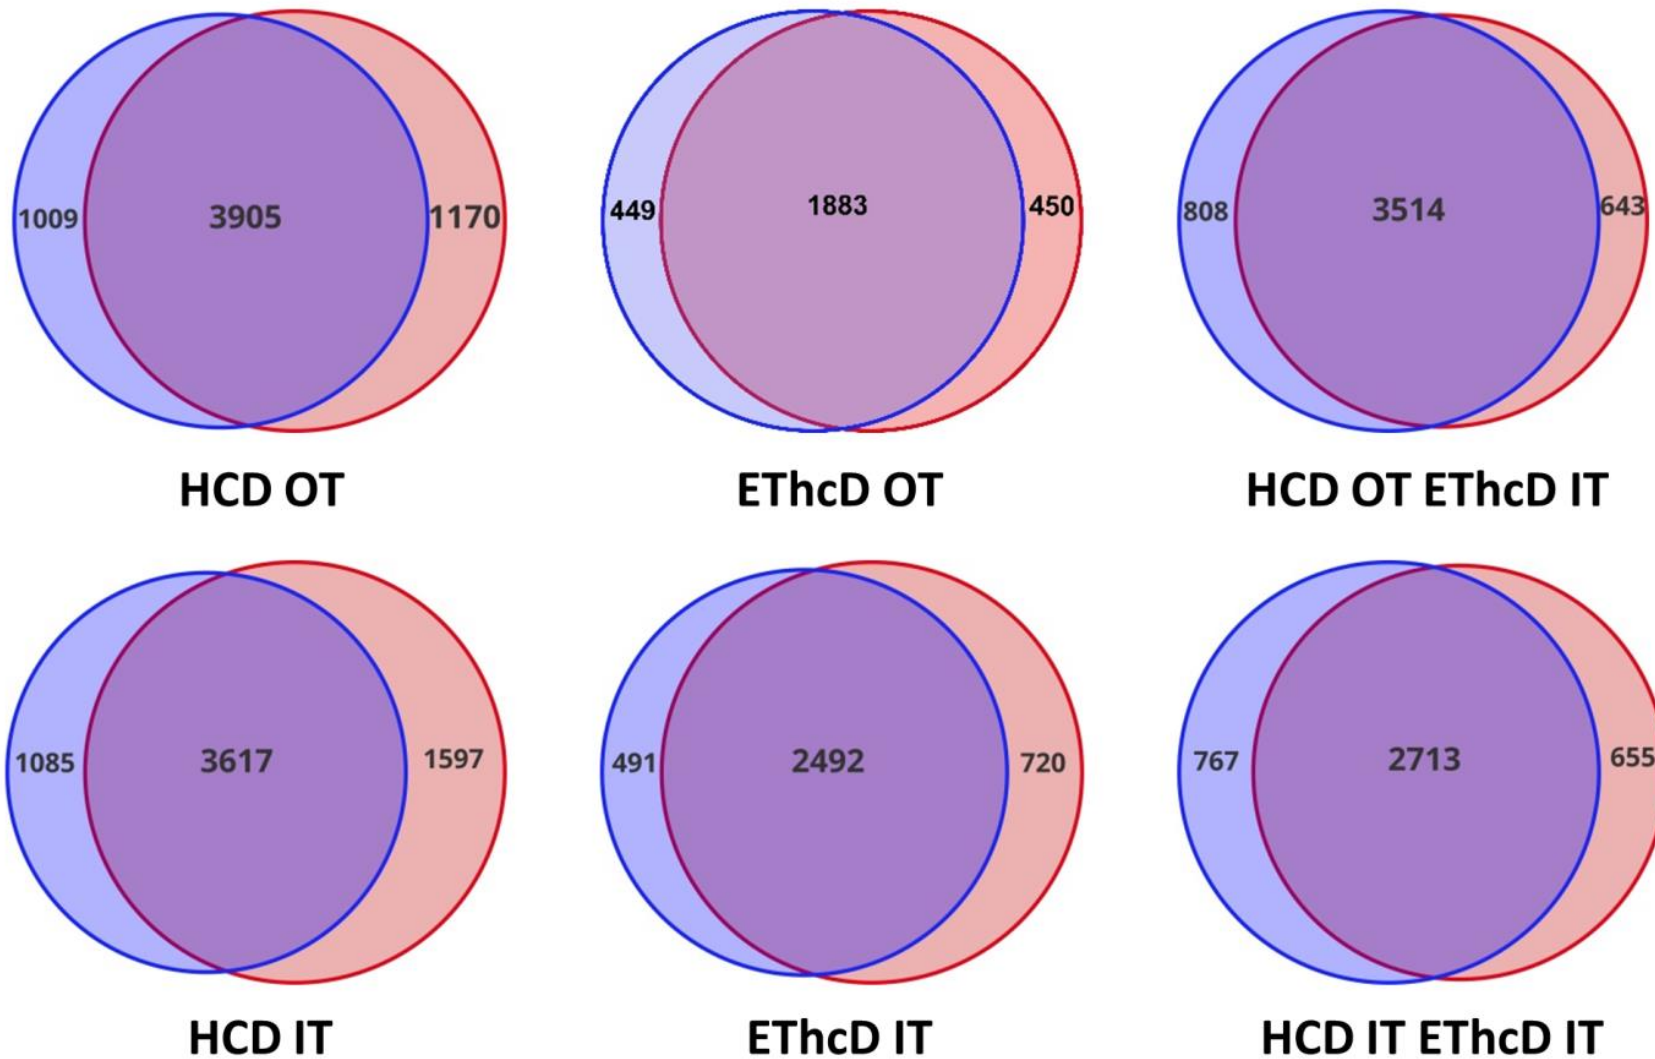 1009 3905 1170
449 1883 450
808 3514 643
HCD OT
EThcD OT
HCD OT EThcD IT
1085 3617 1597
491 2492 720
767 2713 655
HCD IT
EThcD IT
HCD IT EThcD IT